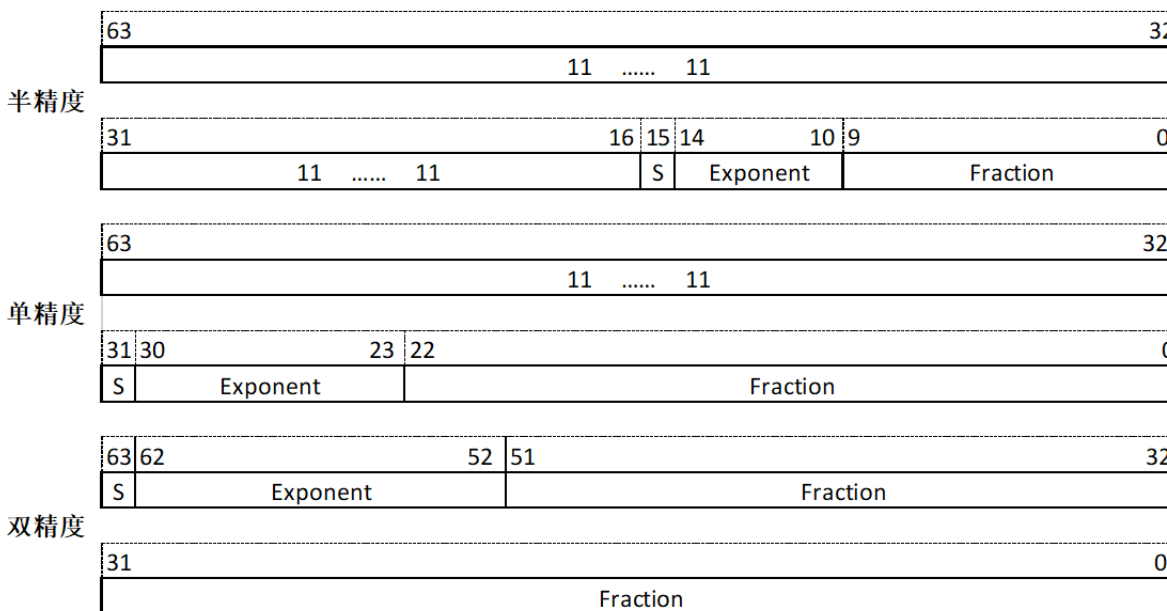 63 32
11 …… 11
半精度
31 16 15 14 10 9 0
11 …… 11 S Exponent Fraction
63 32
11 …… 11
单精度
31 30 23 22 0
S Exponent Fraction
63 62 52 51 32
S Exponent Fraction
双精度
31 0
Fraction